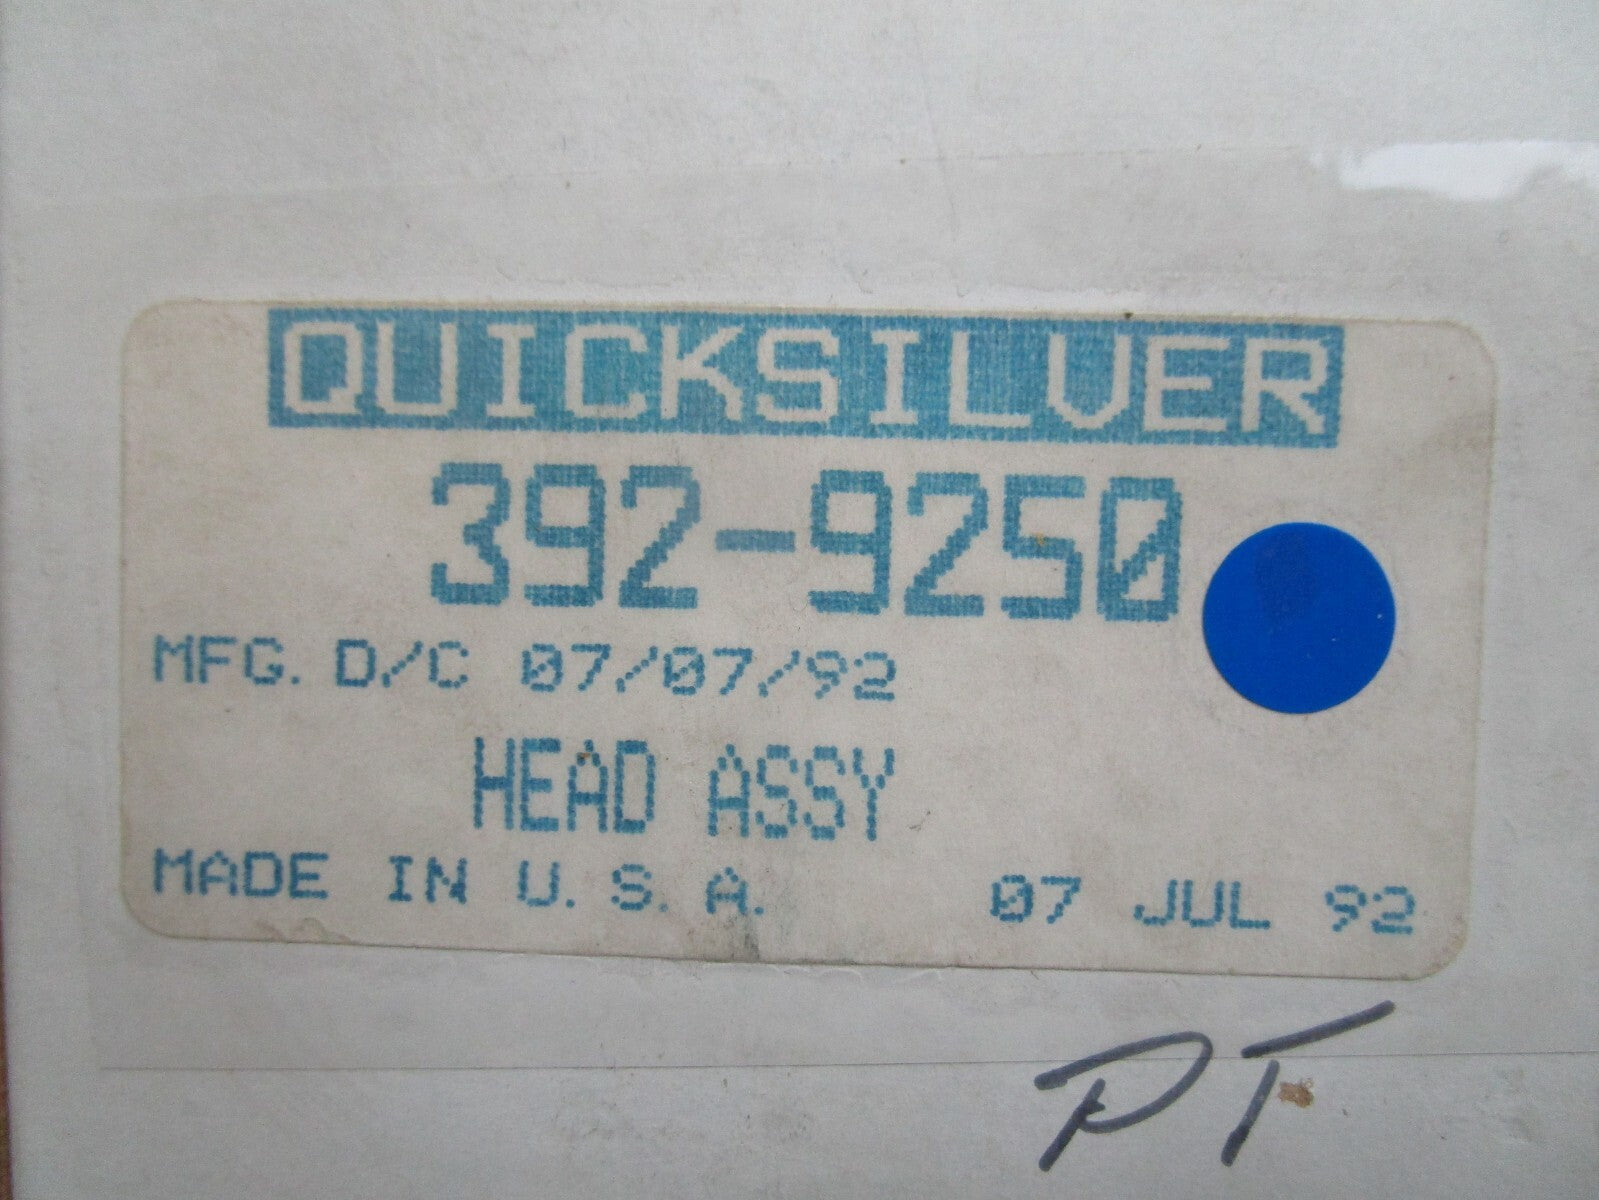 QUICKSILVER
392-9250
MFG. D/C 07/07/92
HEAD ASSY
MADE IN U.S.A. 07 JUL 92
PT